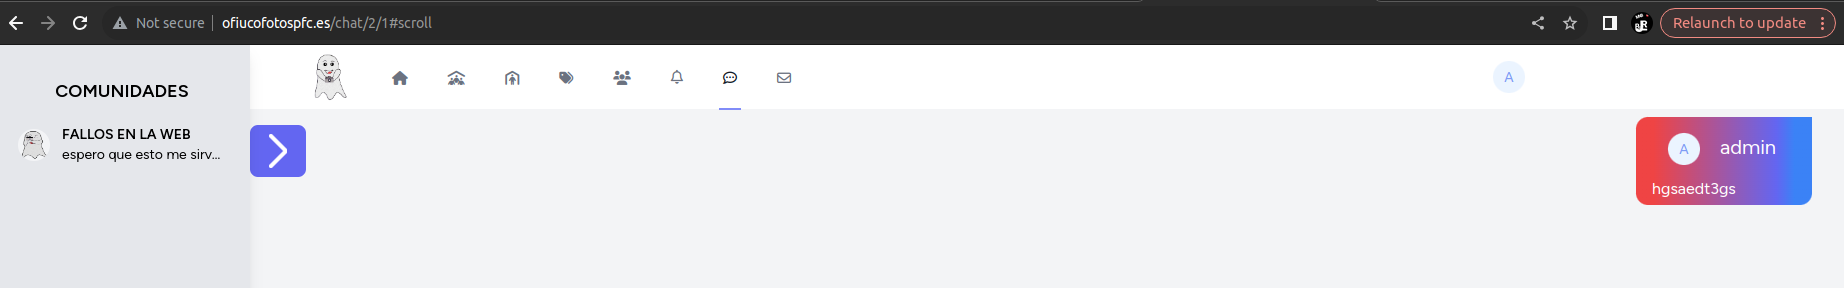 Not secure | ofiucofotospfc.es/chat/2/1#scroll
Relaunch to update
COMUNIDADES
FALLOS EN LA WEB
espero que esto me sirv...
A
A admin
hgsaedt3gs